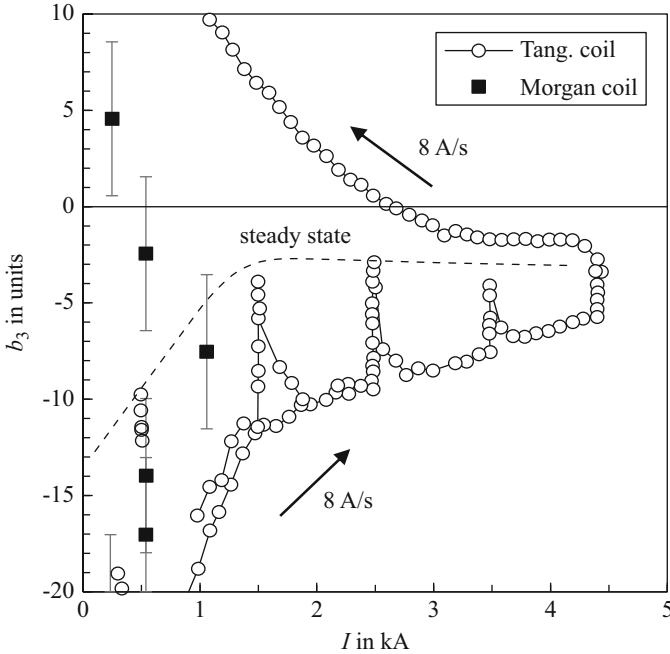 10
Tang. coil
Morgan coil
5
8 A/s
0
steady state
b3 in units
-5
-10
8 A/s
-15
-20
0
1
2
3
4
5
I in kA